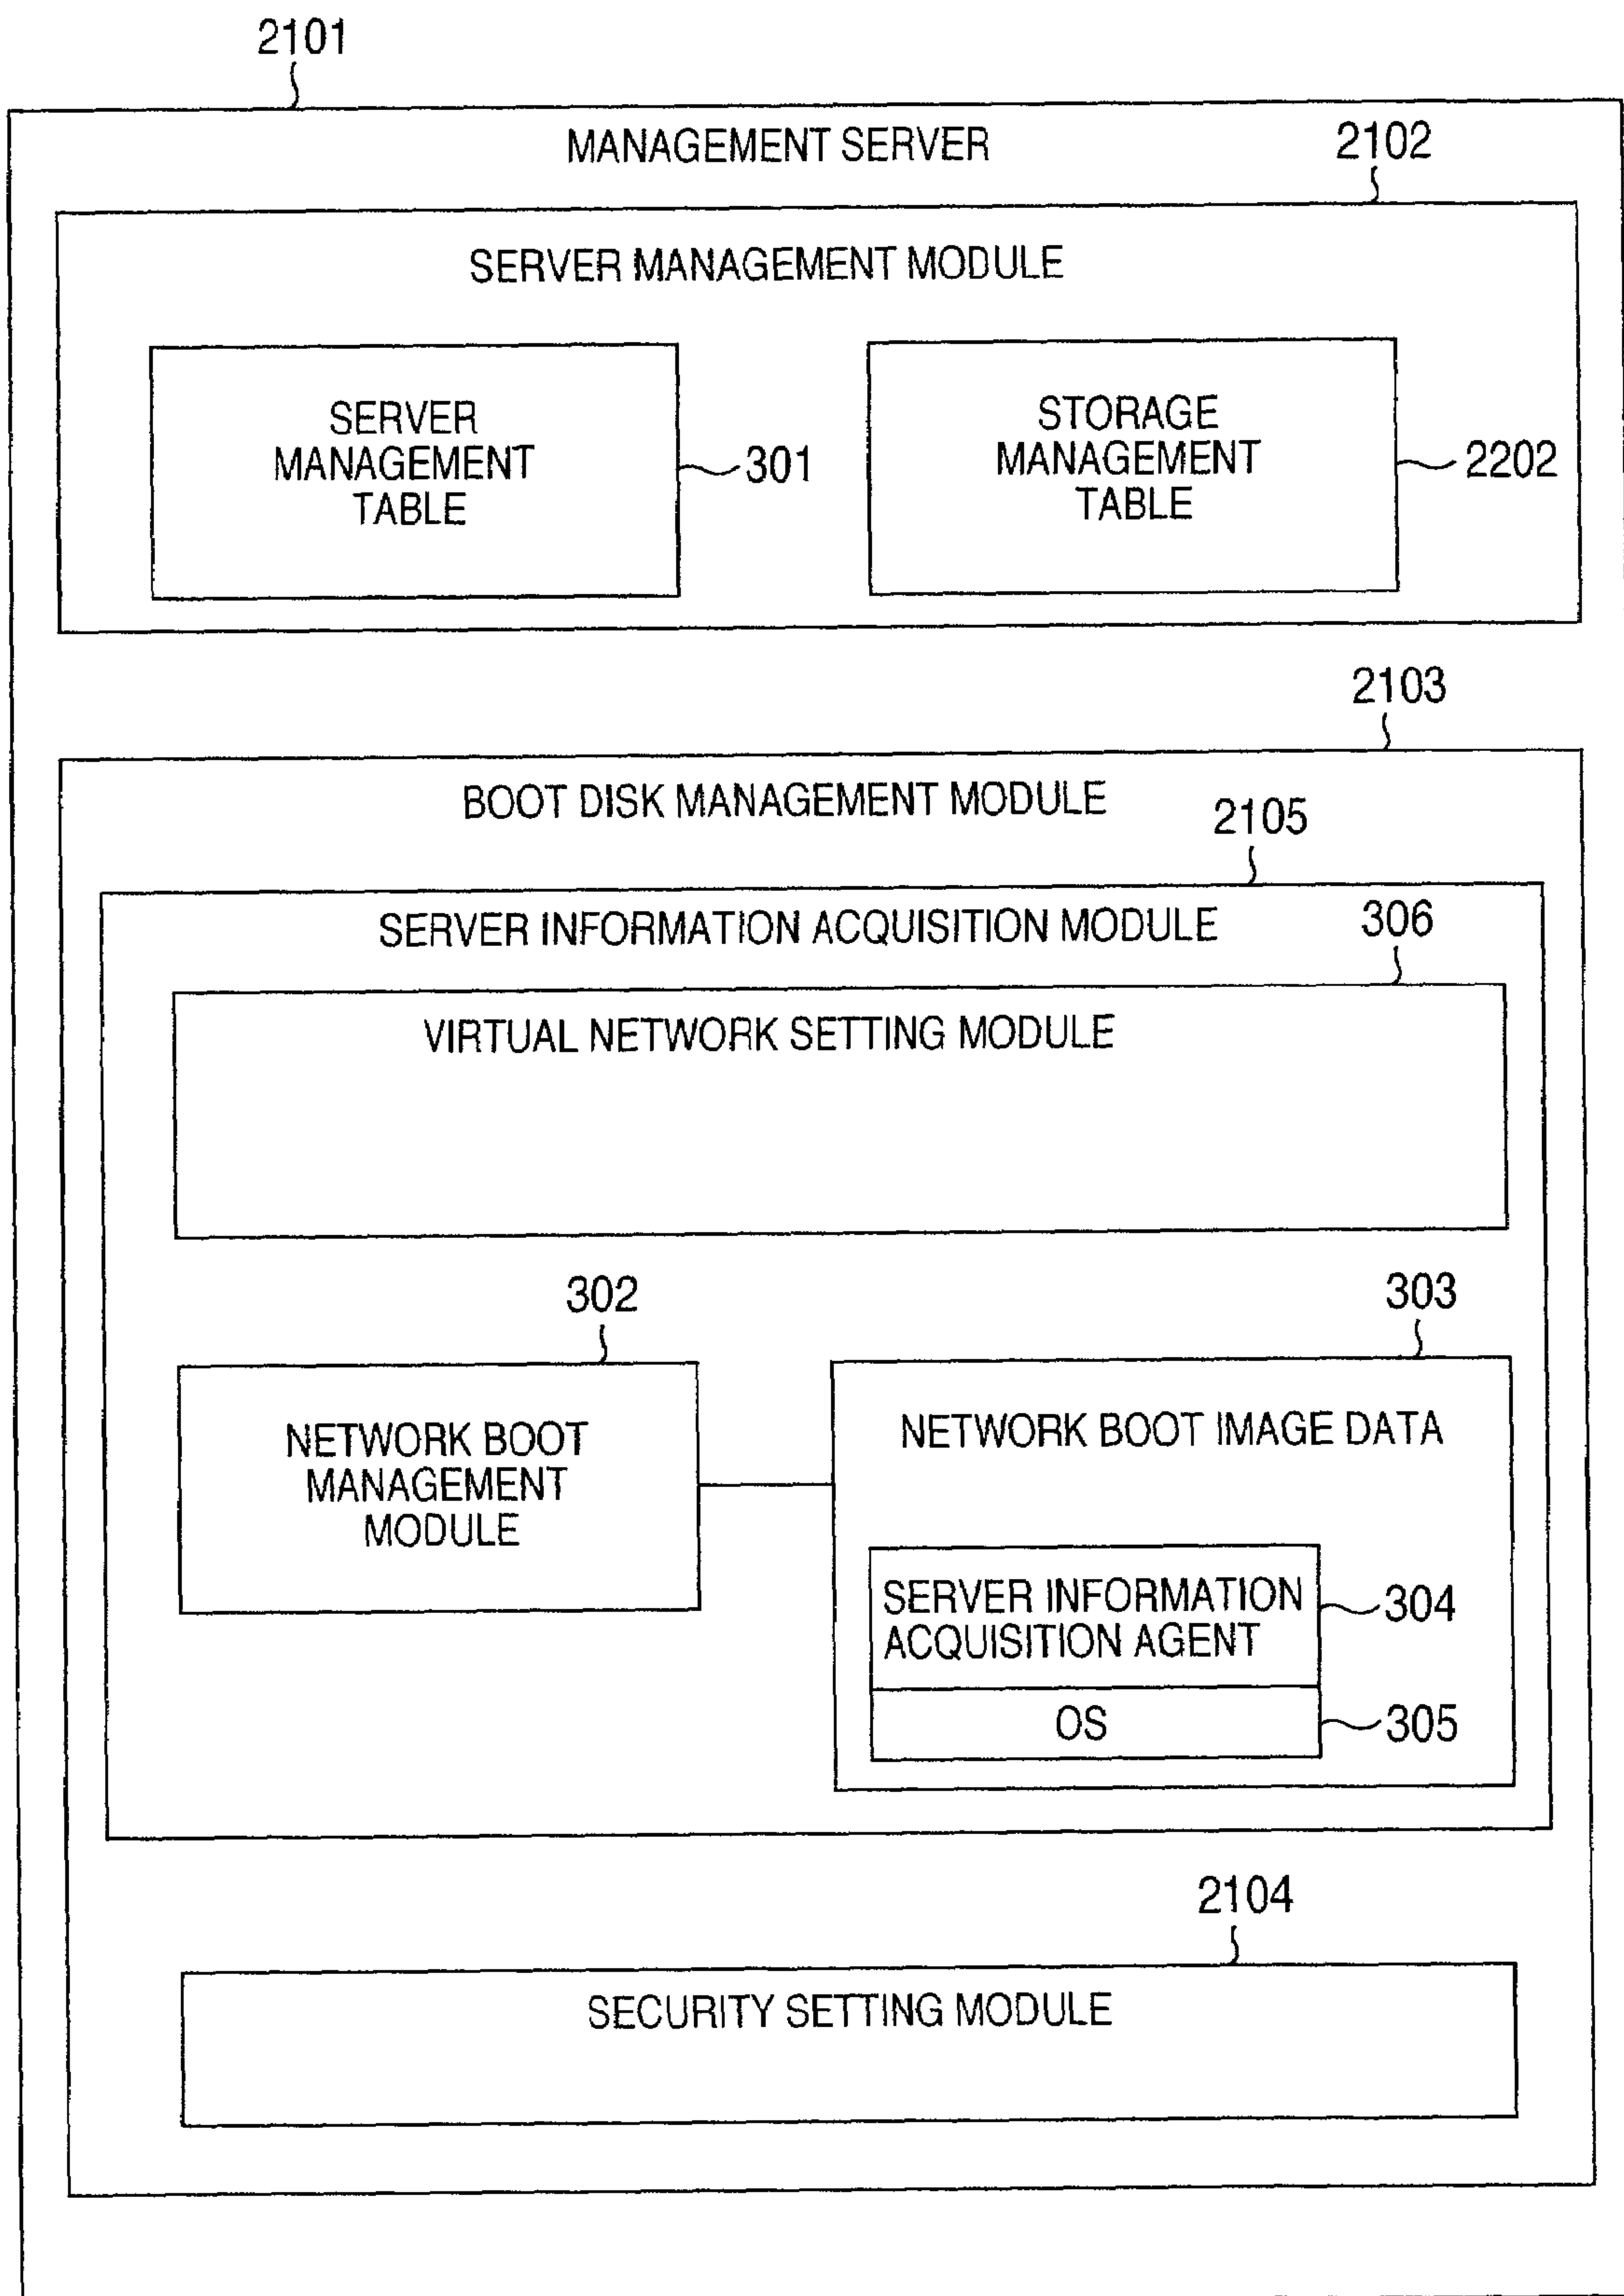 2101
MANAGEMENT SERVER
2102
SERVER MANAGEMENT MODULE
SERVER
MANAGEMENT
TABLE
301
STORAGE
MANAGEMENT
TABLE
2202
2103
BOOT DISK MANAGEMENT MODULE
2105
SERVER INFORMATION ACQUISITION MODULE
306
VIRTUAL NETWORK SETTING MODULE
302
303
NETWORK BOOT
MANAGEMENT
MODULE
NETWORK BOOT IMAGE DATA
SERVER INFORMATION
ACQUISITION AGENT
304
OS
305
2104
SECURITY SETTING MODULE